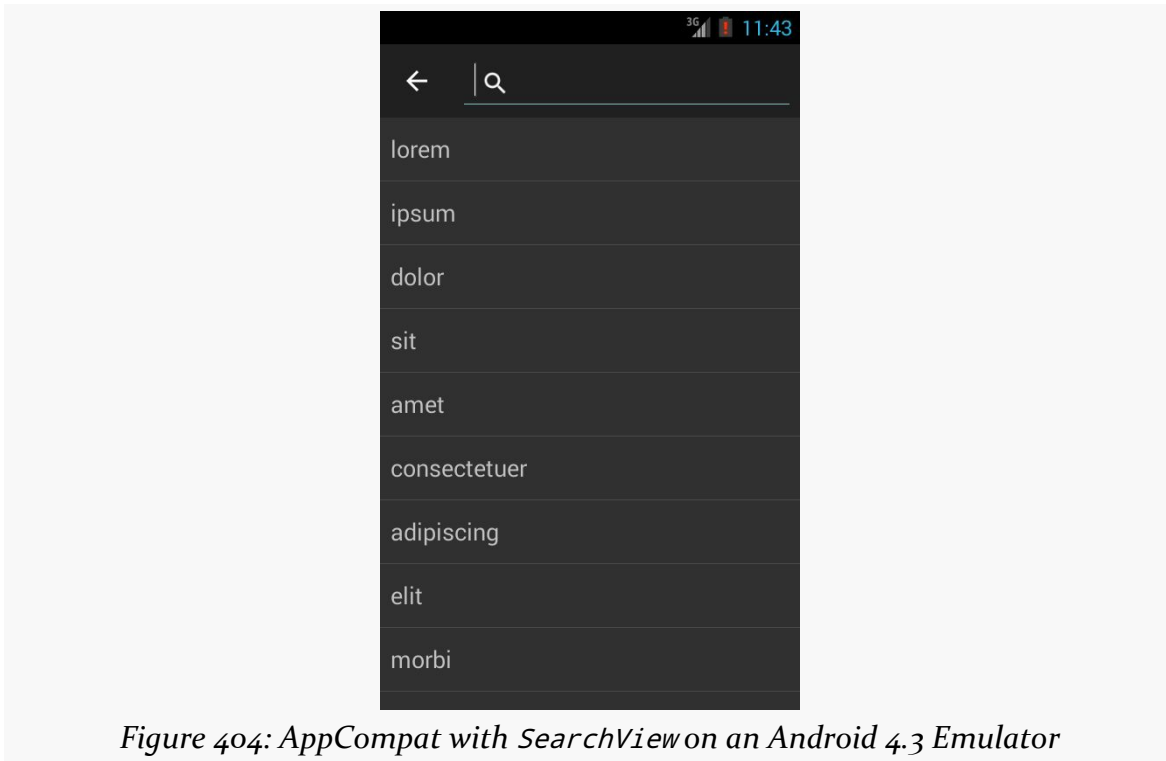 3G 11:43
lorem
ipsum
dolor
sit
amet
consectetuer
adipiscing
elit
morbi
Figure 404: AppCompat with SearchView on an Android 4.3 Emulator